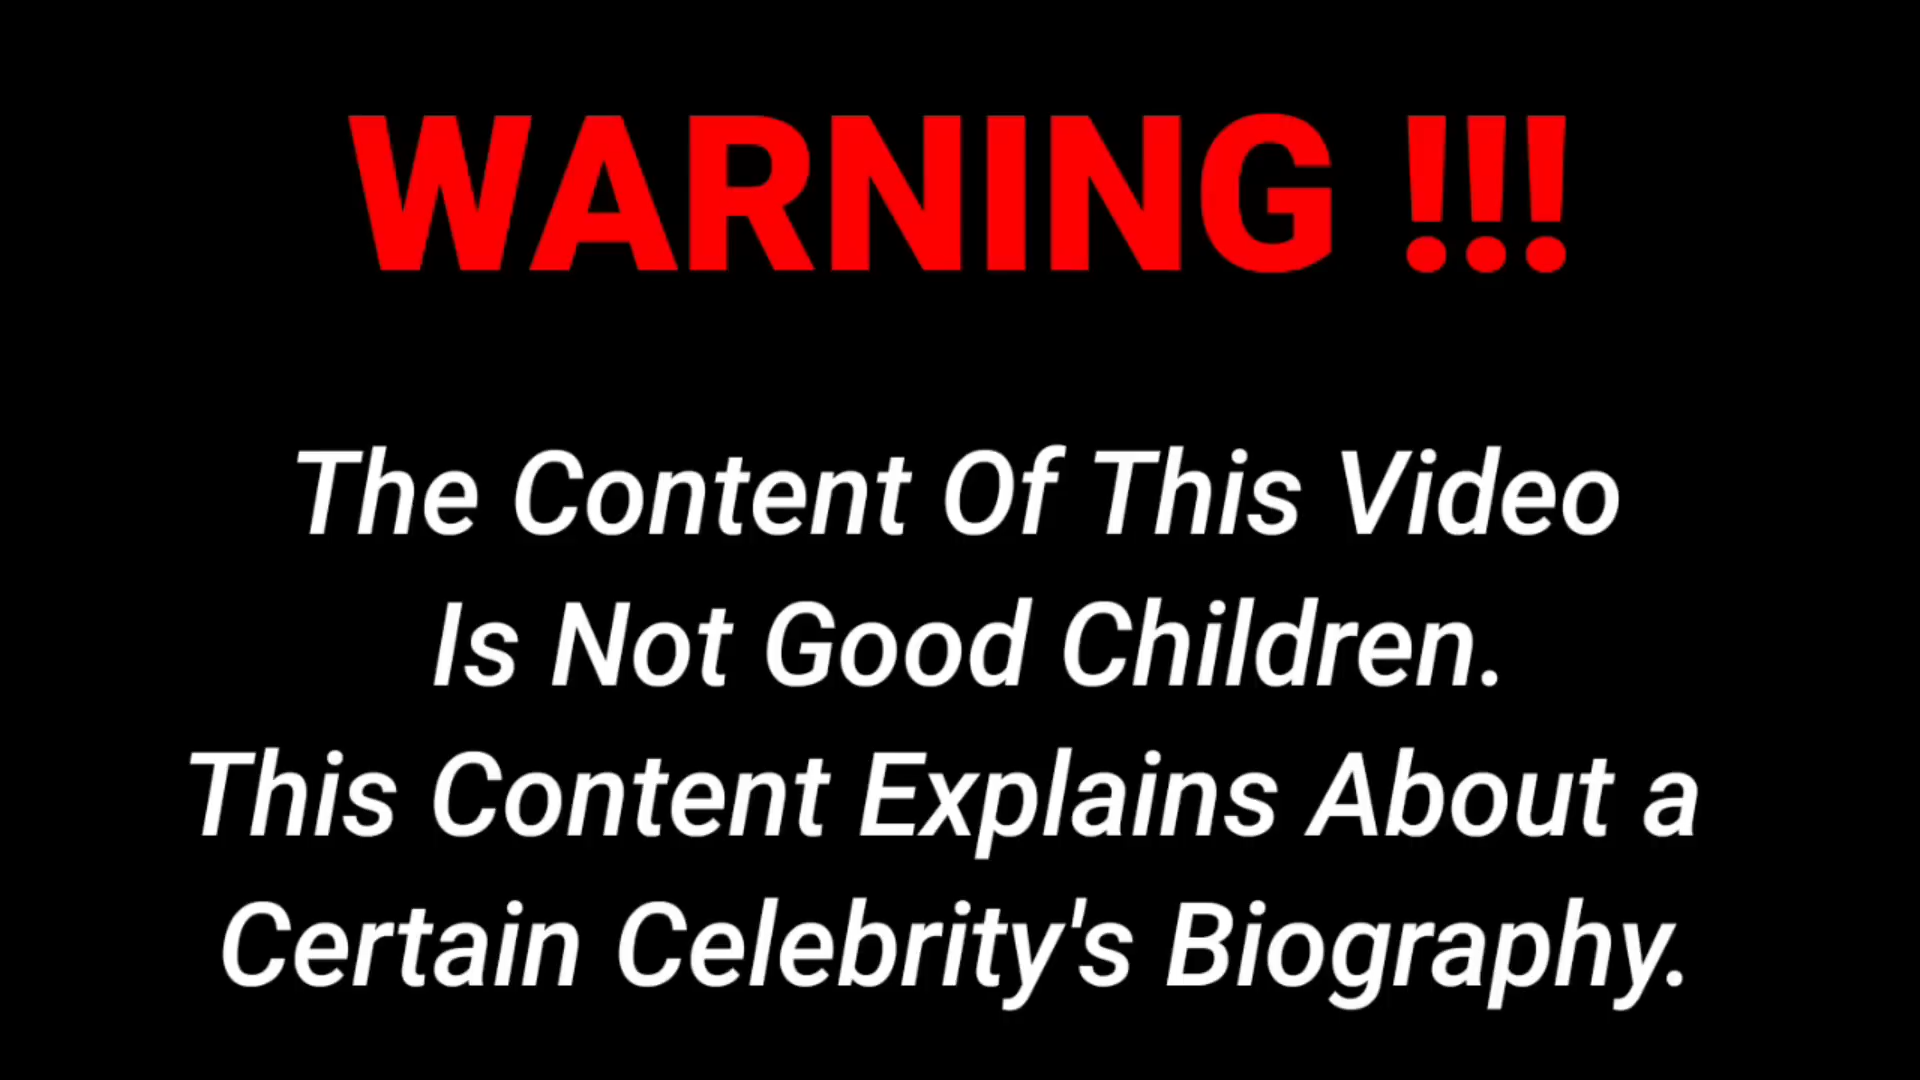 WARNING !!!
The Content Of This Video
Is Not Good Children.
This Content Explains About a
Certain Celebrity's Biography.